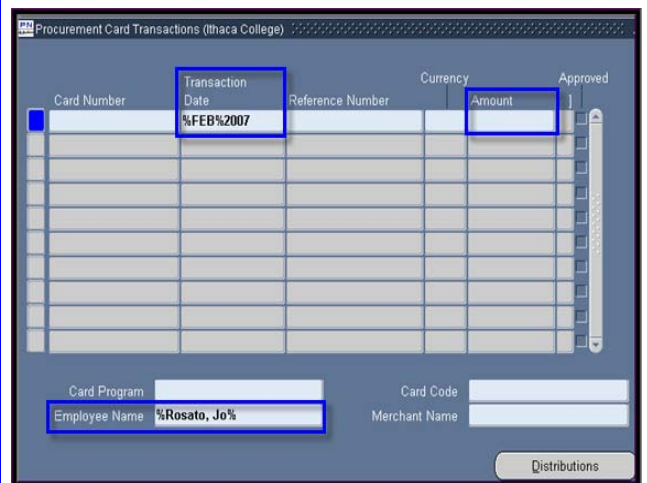 Procurement Card Transactions (Ithaca College)
Transaction Currency Approved
Card Number Date Reference Number Amount [ ]
%FEB%2007
Card Program Card Code
Employee Name %Rosato, Jo% Merchant Name
Distributions